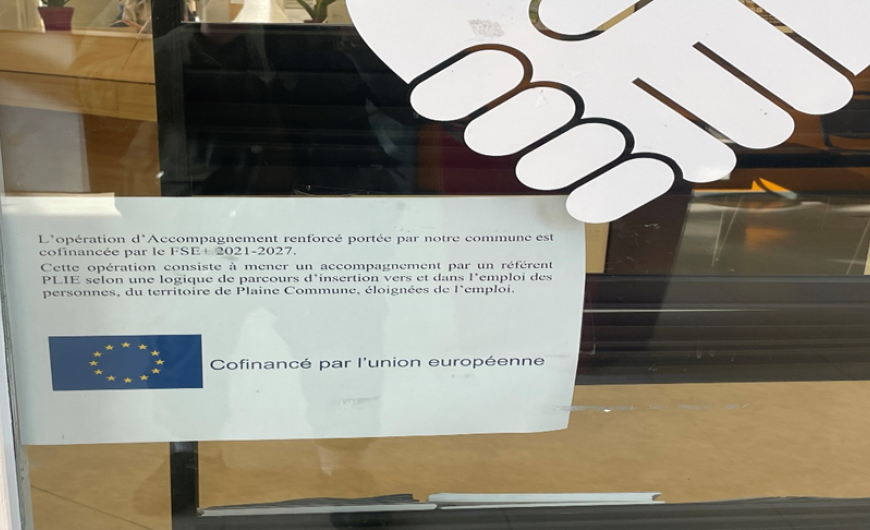 L'opération d'Accompagnement renforcé portée par notre commune est
cofinancée par le FSE+ 2021-2027.
Cette opération consiste à mener un accompagnement par un référent
PLIE selon une logique de parcours d'insertion vers et dans l'emploi des
personnes, du territoire de Plaine Commune, éloignées de l'emploi.
Cofinancé par l'union européenne